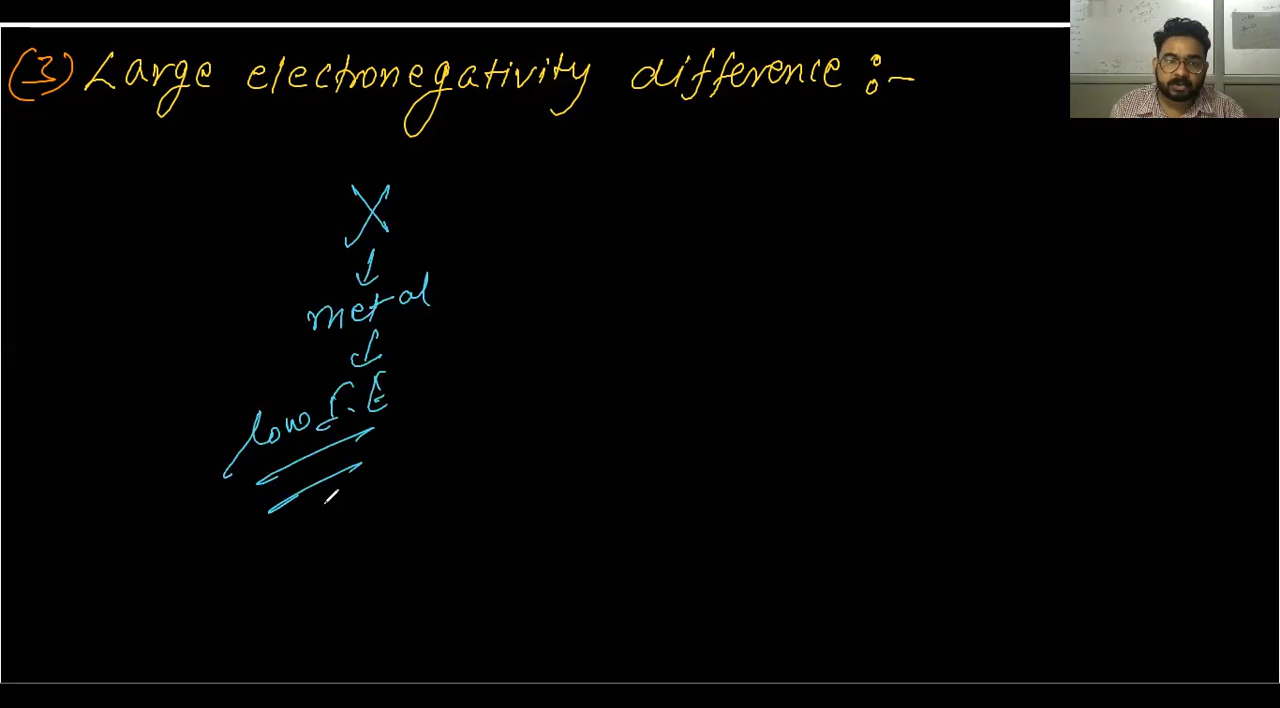 (3) Large electronegativity difference :-
X
metal
low I.E